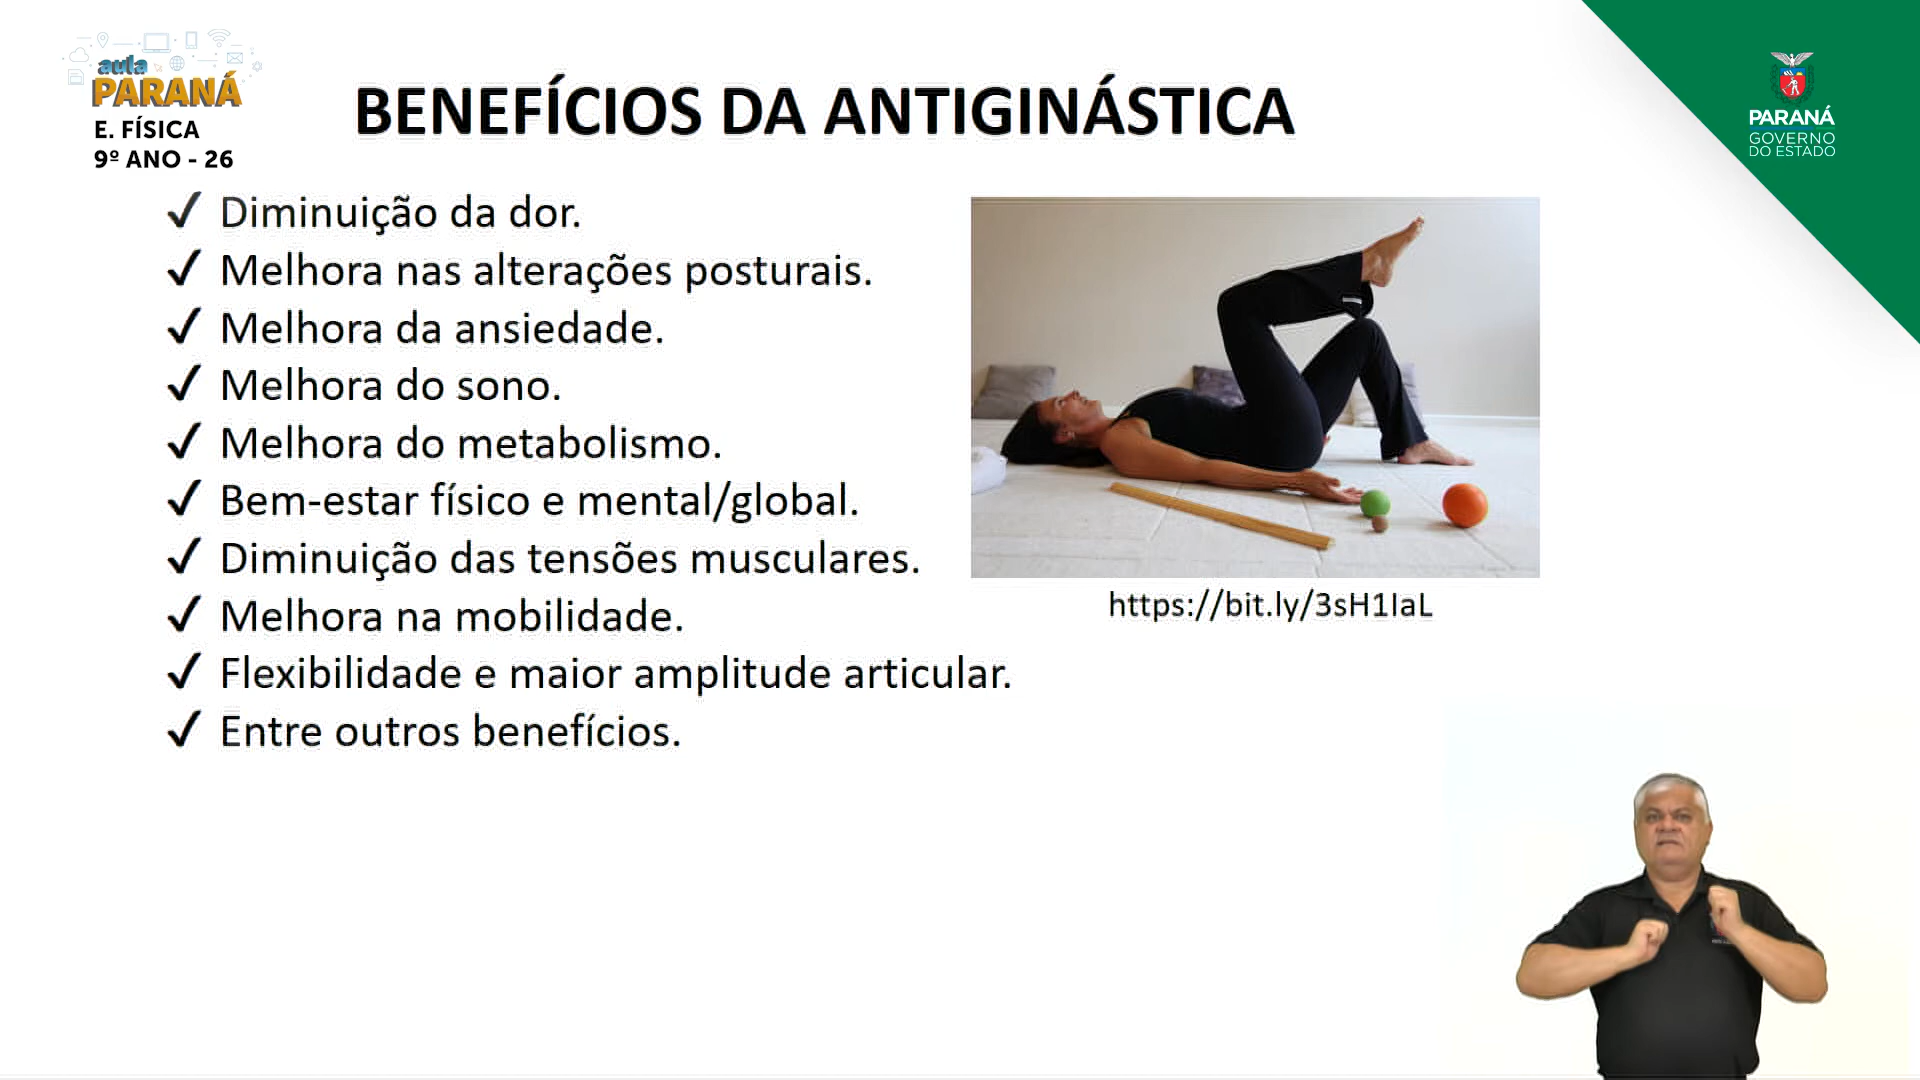 aula
PARANÁ
E. FÍSICA
9º ANO - 26
BENEFÍCIOS DA ANTIGINÁSTICA
PARANÁ
GOVERNO
DO ESTADO
✓ Diminuição da dor.
✓ Melhora nas alterações posturais.
✓ Melhora da ansiedade.
✓ Melhora do sono.
✓ Melhora do metabolismo.
✓ Bem-estar físico e mental/global.
✓ Diminuição das tensões musculares.
✓ Melhora na mobilidade.
✓ Flexibilidade e maior amplitude articular.
✓ Entre outros benefícios.
https://bit.ly/3sH1IaL